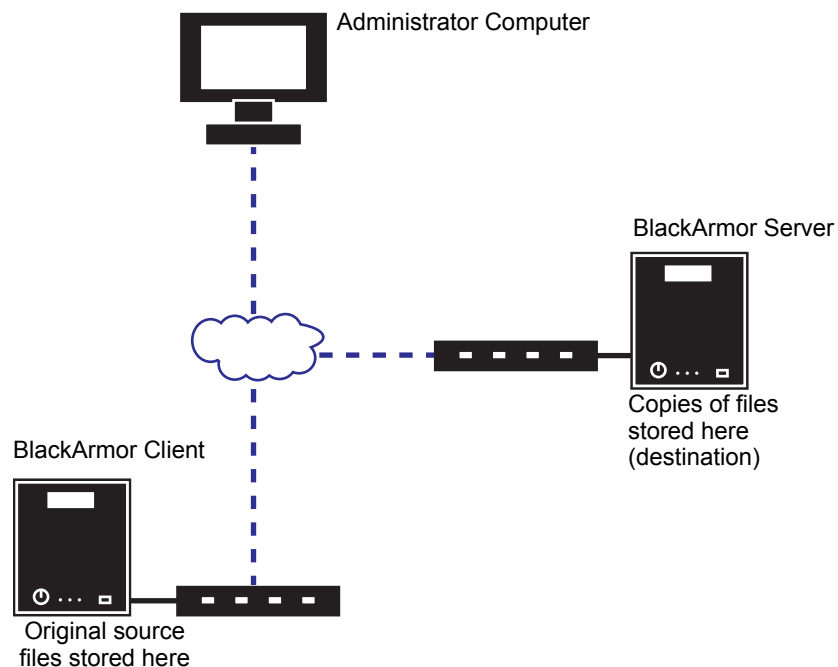 Administrator Computer
BlackArmor Server
Copies of files
stored here
(destination)
BlackArmor Client
Original source
files stored here